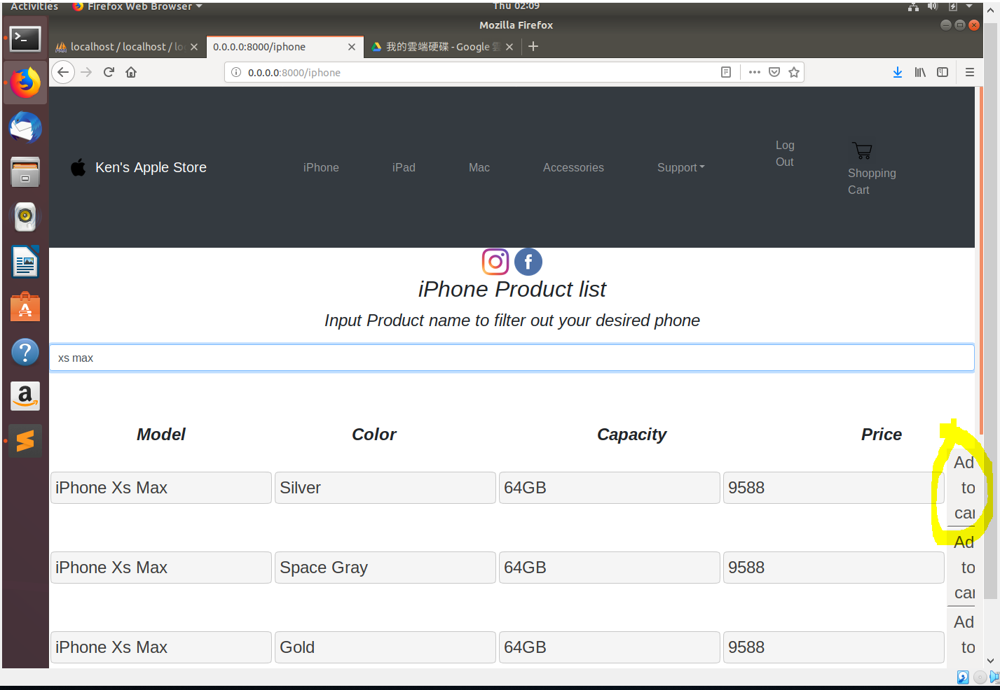 Activities Firefox Web Browser Thu 02:09
Mozilla Firefox
localhost / localhost / lo 0.0.0.0:8000/iphone 我的雲端硬碟 - Google 雲
0.0.0.0:8000/iphone
Ken's Apple Store iPhone iPad Mac Accessories Support Log Out Shopping Cart
iPhone Product list
Input Product name to filter out your desired phone
xs max
Model Color Capacity Price
iPhone Xs Max Silver 64GB 9588 Ad to car
iPhone Xs Max Space Gray 64GB 9588 Ad to car
iPhone Xs Max Gold 64GB 9588 Ad to